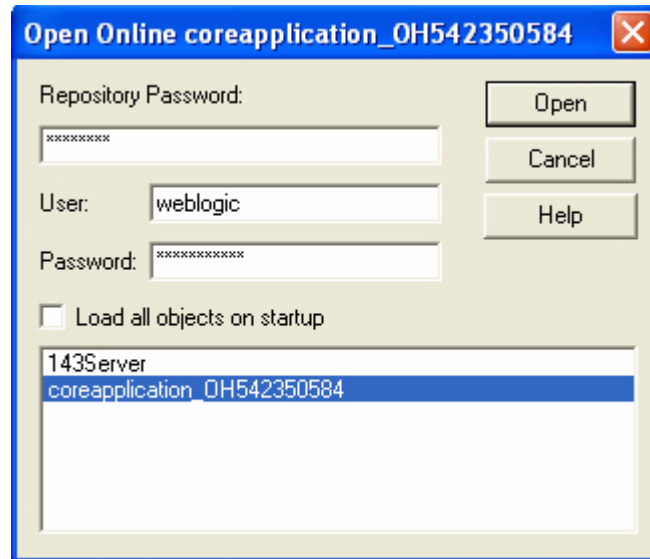 Open Online coreapplication_OH542350584
Repository Password:
Open
********
Cancel
User:
weblogic
Help
Password:
***********
Load all objects on startup
143Server
coreapplication_OH542350584